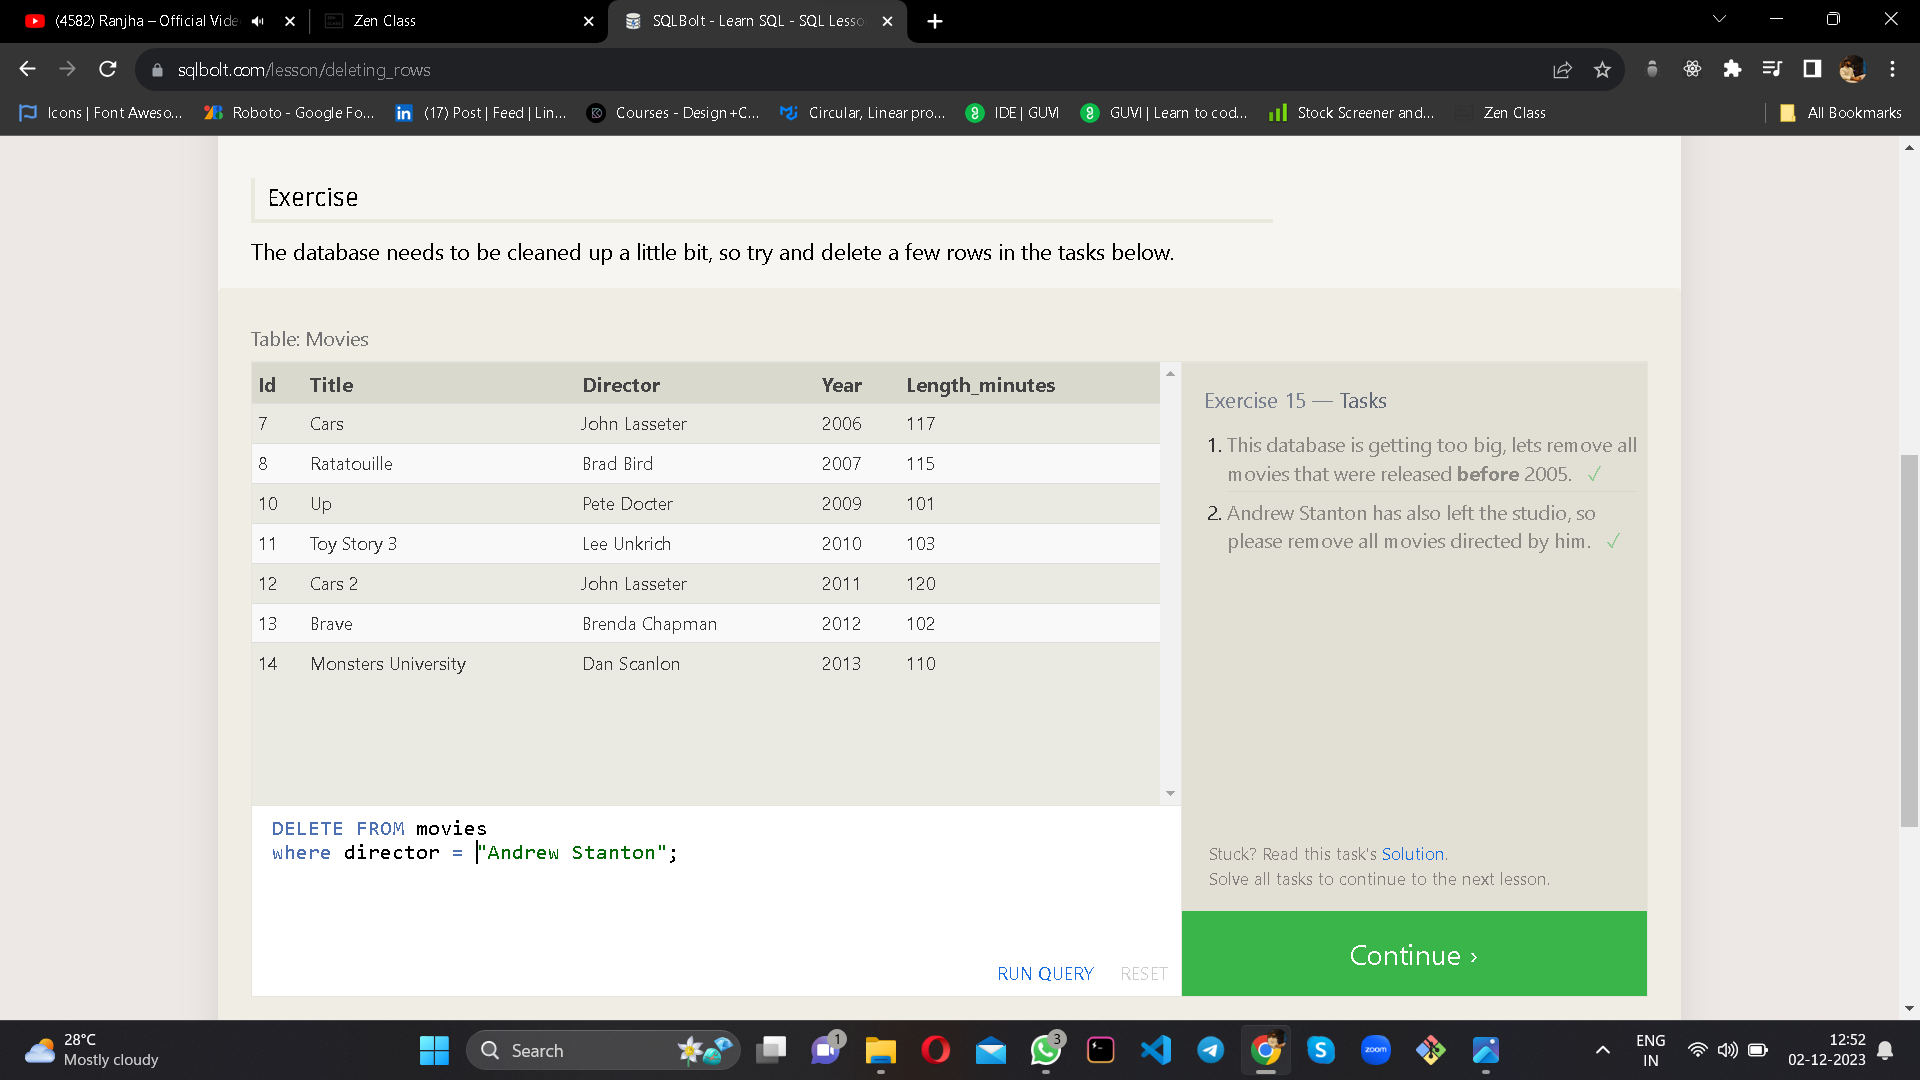 (4582) Ranjha – Official Vide
Zen Class
SQLBolt - Learn SQL - SQL Lesso
sqlbolt.com/lesson/deleting_rows
Icons | Font Aweso...
Roboto - Google Fo...
(17) Post | Feed | Lin...
Courses - Design+C...
Circular, Linear pro...
IDE | GUVI
GUVI | Learn to cod...
Stock Screener and...
Zen Class
All Bookmarks
Exercise
The database needs to be cleaned up a little bit, so try and delete a few rows in the tasks below.
Table: Movies
Id Title Director Year Length_minutes
7 Cars John Lasseter 2006 117
8 Ratatouille Brad Bird 2007 115
10 Up Pete Docter 2009 101
11 Toy Story 3 Lee Unkrich 2010 103
12 Cars 2 John Lasseter 2011 120
13 Brave Brenda Chapman 2012 102
14 Monsters University Dan Scanlon 2013 110
DELETE FROM movies
where director = "Andrew Stanton";
RUN QUERY RESET
Exercise 15 — Tasks
1. This database is getting too big, lets remove all
movies that were released before 2005. ✓
2. Andrew Stanton has also left the studio, so
please remove all movies directed by him. ✓
Stuck? Read this task's Solution.
Solve all tasks to continue to the next lesson.
Continue ›
28°C
Mostly cloudy
Search
1
3
zoom
ENG
IN
12:52
02-12-2023